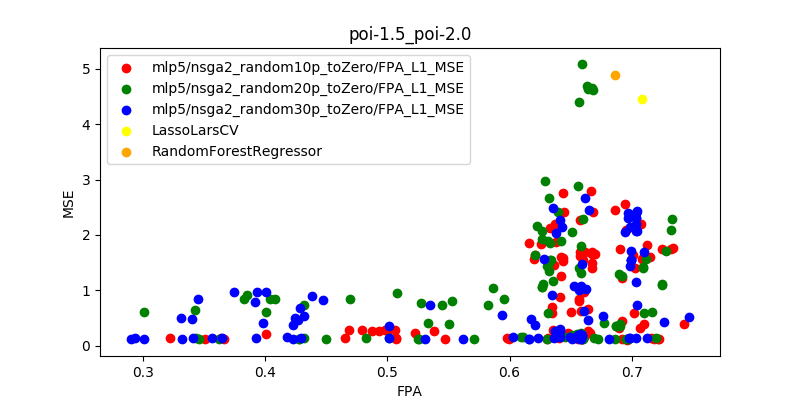 poi-1.5_poi-2.0
mlp5/nsga2_random10p_toZero/FPA_L1_MSE
mlp5/nsga2_random20p_toZero/FPA_L1_MSE
mlp5/nsga2_random30p_toZero/FPA_L1_MSE
LassoLarsCV
RandomForestRegressor
MSE
5
4
3
2
1
0
0.3 0.4 0.5 0.6 0.7
FPA